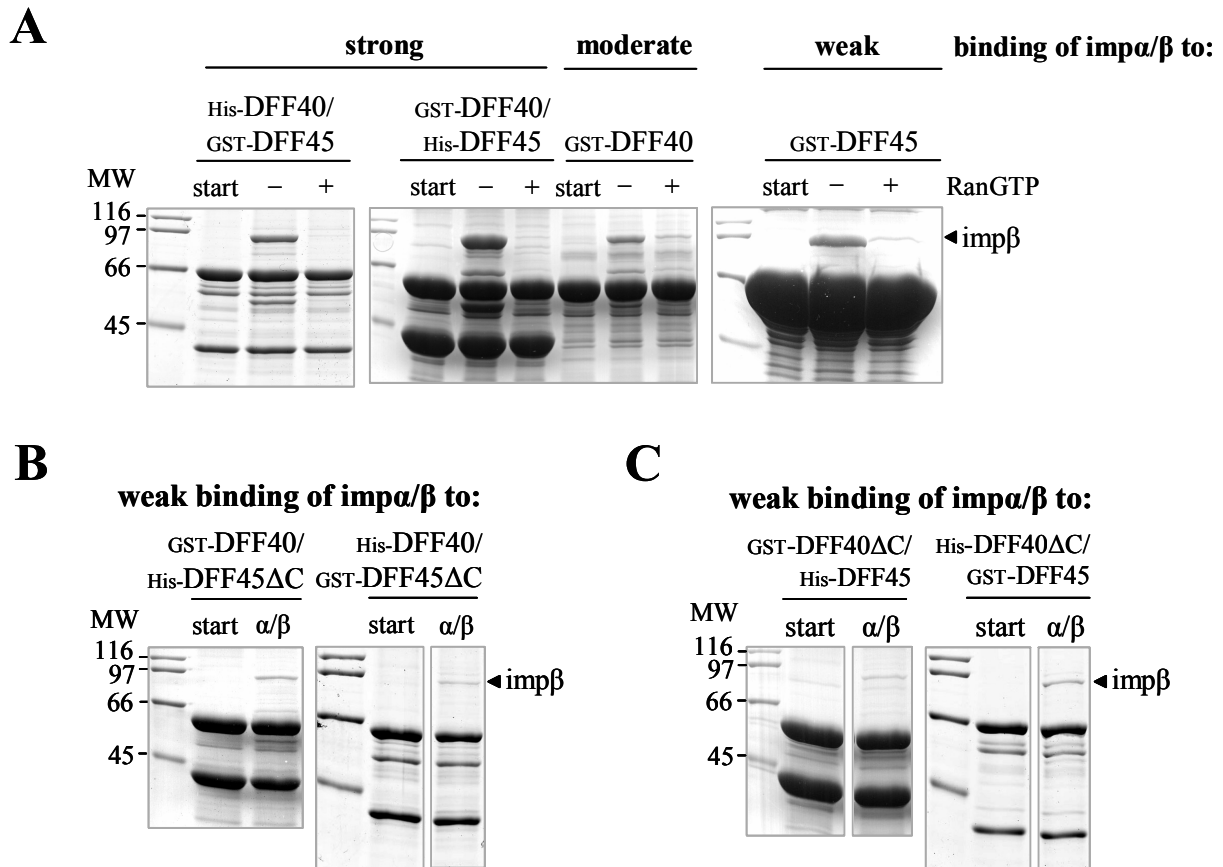 A
strong moderate weak binding of impα/β to:
His-DFF40/ GST-DFF40/
GST-DFF45 His-DFF45 GST-DFF40 GST-DFF45
MW start – + start – + start – + start – + RanGTP
116
97 impβ
66
45
B
weak binding of impα/β to:
GST-DFF40/ His-DFF40/
His-DFF45ΔC GST-DFF45ΔC
MW start α/β start α/β
116
97 impβ
66
45
C
weak binding of impα/β to:
GST-DFF40ΔC/ His-DFF40ΔC/
His-DFF45 GST-DFF45
MW start α/β start α/β
116
97 impβ
66
45